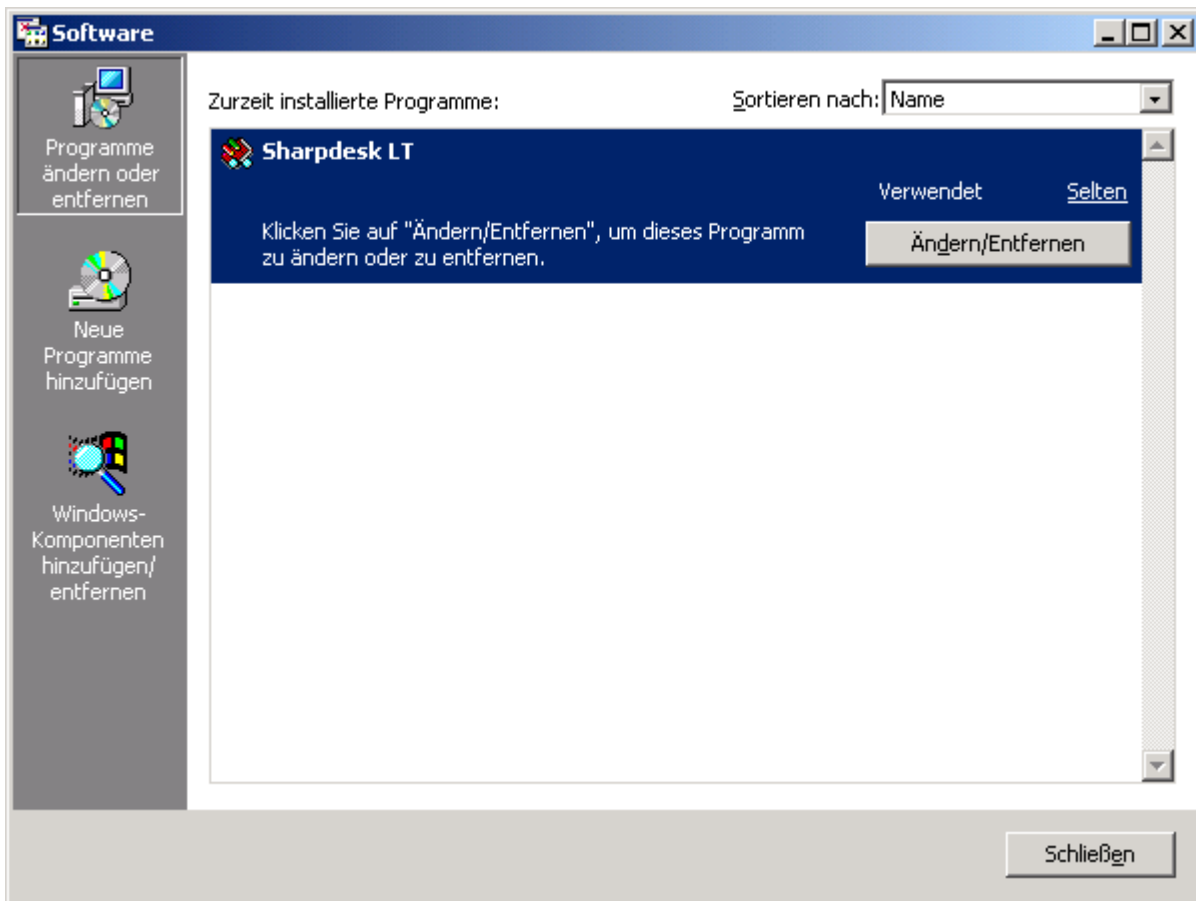 Software
Programme
ändern oder
entfernen
Neue
Programme
hinzufügen
Windows-
Komponenten
hinzufügen/
entfernen
Zurzeit installierte Programme:
Sortieren nach: Name
Sharpdesk LT
Verwendet Selten
Klicken Sie auf "Ändern/Entfernen", um dieses Programm
zu ändern oder zu entfernen.
Ändern/Entfernen
Schließen